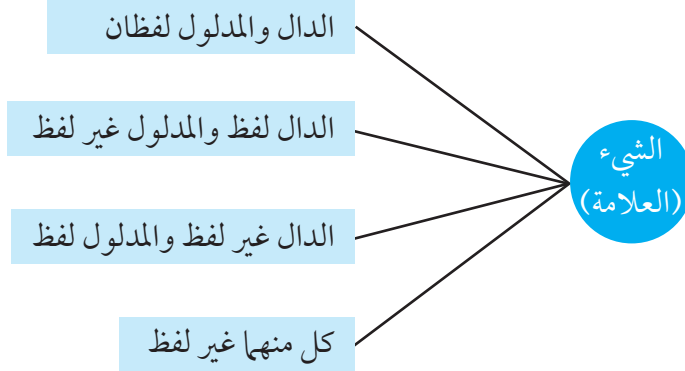 الشيء
(العلامة)
الدال والمدلول لفظان
الدال لفظ والمدلول غير لفظ
الدال غير لفظ والمدلول لفظ
كل منهما غير لفظ